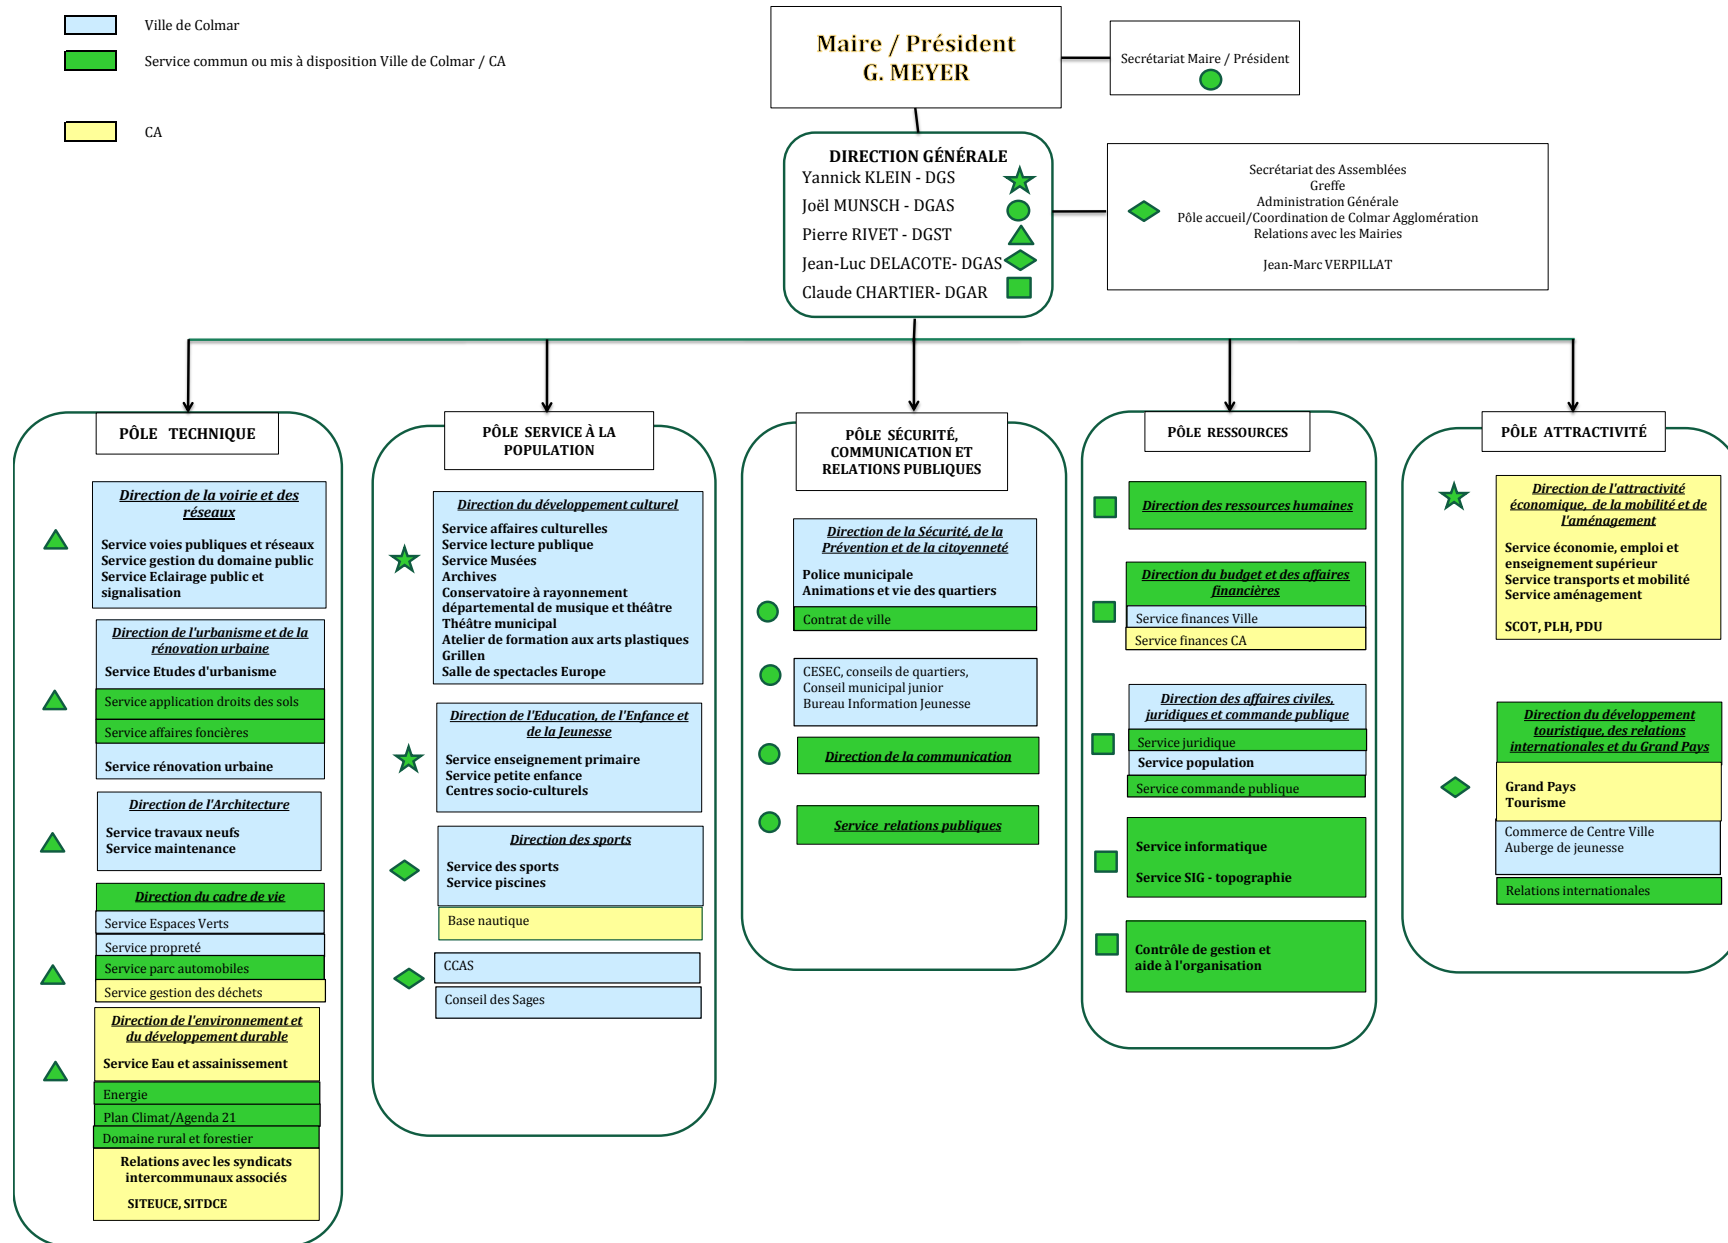 Ville de Colmar
Service commun ou mis à disposition Ville de Colmar / CA
CA
Maire / Président
G. MEYER
Secrétariat Maire / Président
DIRECTION GÉNÉRALE
Yannick KLEIN - DGS
Joël MUNSCH - DGAS
Pierre RIVET - DGST
Jean-Luc DELACOTE- DGAS
Claude CHARTIER- DGAR
Secrétariat des Assemblées
Greffe
Administration Générale
Pôle accueil/Coordination de Colmar Agglomération
Relations avec les Mairies
Jean-Marc VERPILLAT
PÔLE TECHNIQUE
Direction de la voirie et des
réseaux
Service voies publiques et réseaux
Service gestion du domaine public
Service Eclairage public et
signalisation
Direction de l'urbanisme et de la
rénovation urbaine
Service Etudes d'urbanisme
Service application droits des sols
Service affaires foncières
Service rénovation urbaine
Direction de l'Architecture
Service travaux neufs
Service maintenance
Direction du cadre de vie
Service Espaces Verts
Service propreté
Service parc automobiles
Service gestion des déchets
Direction de l'environnement et
du développement durable
Service Eau et assainissement
Energie
Plan Climat/Agenda 21
Domaine rural et forestier
Relations avec les syndicats
intercommunaux associés
SITEUCE, SITDCE
PÔLE SERVICE À LA
POPULATION
Direction du développement culturel
Service affaires culturelles
Service lecture publique
Service Musées
Archives
Conservatoire à rayonnement
départemental de musique et théâtre
Théâtre municipal
Atelier de formation aux arts plastiques
Grillen
Salle de spectacles Europe
Direction de l'Education, de l'Enfance et
de la Jeunesse
Service enseignement primaire
Service petite enfance
Centres socio-culturels
Direction des sports
Service des sports
Service piscines
Base nautique
CCAS
Conseil des Sages
PÔLE SÉCURITÉ,
COMMUNICATION ET
RELATIONS PUBLIQUES
Direction de la Sécurité, de la
Prévention et de la citoyenneté
Police municipale
Animations et vie des quartiers
Contrat de ville
CESEC, conseils de quartiers,
Conseil municipal junior
Bureau Information Jeunesse
Direction de la communication
Service relations publiques
PÔLE RESSOURCES
Direction des ressources humaines
Direction du budget et des affaires
financières
Service finances Ville
Service finances CA
Direction des affaires civiles,
juridiques et commande publique
Service juridique
Service population
Service commande publique
Service informatique
Service SIG - topographie
Contrôle de gestion et
aide à l'organisation
PÔLE ATTRACTIVITÉ
Direction de l'attractivité
économique, de la mobilité et de
l'aménagement
Service économie, emploi et
enseignement supérieur
Service transports et mobilité
Service aménagement
SCOT, PLH, PDU
Direction du développement
touristique, des relations
internationales et du Grand Pays
Grand Pays
Tourisme
Commerce de Centre Ville
Auberge de jeunesse
Relations internationales